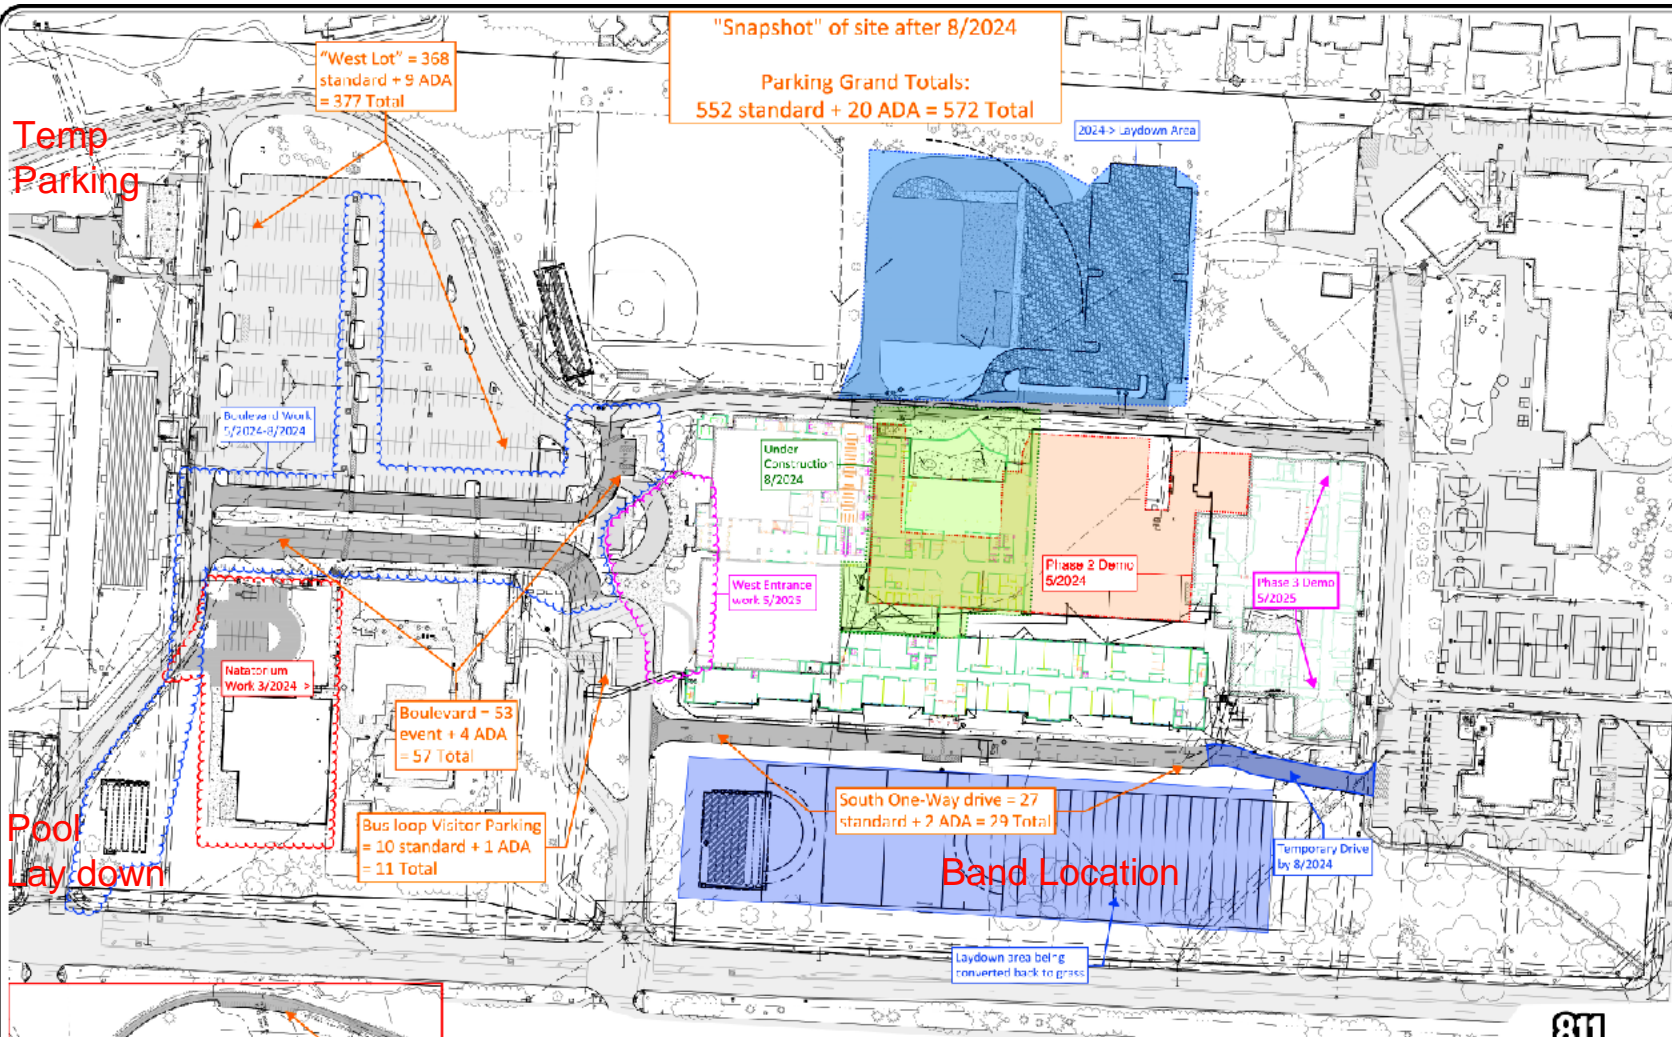 "Snapshot" of site after 8/2024
Parking Grand Totals:
552 standard + 20 ADA = 572 Total
"West Lot" = 368
standard + 9 ADA
= 377 Total
Temp
Parking
2024-> Laydown Area
Boulevard Work
5/2024-8/2024
Under
Construction
8/2024
Phase 2 Demo
5/2024
Phase 3 Demo
5/2025
West Entrance
work 5/2025
Natatorium
Work 3/2024 ->
Boulevard = 53
event + 4 ADA
= 57 Total
Bus loop Visitor Parking
= 10 standard + 1 ADA
= 11 Total
South One-Way drive = 27
standard + 2 ADA = 29 Total
Temporary Drive
by 8/2024
Pool
Lay down
Band Location
Laydown area being
converted back to grass
811